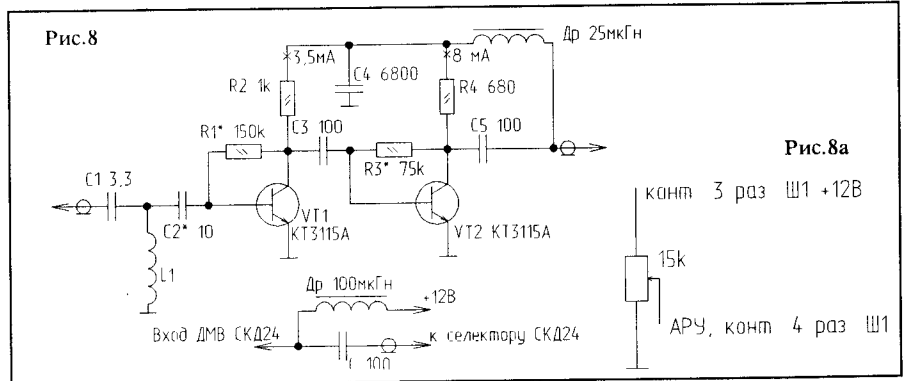 Рис.8
Др 25мкГн
3,5мА
8 мА
C4 6800
R2 1k
R4 680
R1* 150k
C3 100
C5 100
Рис.8а
R3* 75k
C1 3,3
конт 3 раз Ш1 +12В
VT1
КТ3115А
C2* 10
VT2 КТ3115А
L1
15k
Др 100мкГн
+12В
АРУ, конт 4 раз Ш1
Вход ДМВ СКД24
к селектору СКД24
100